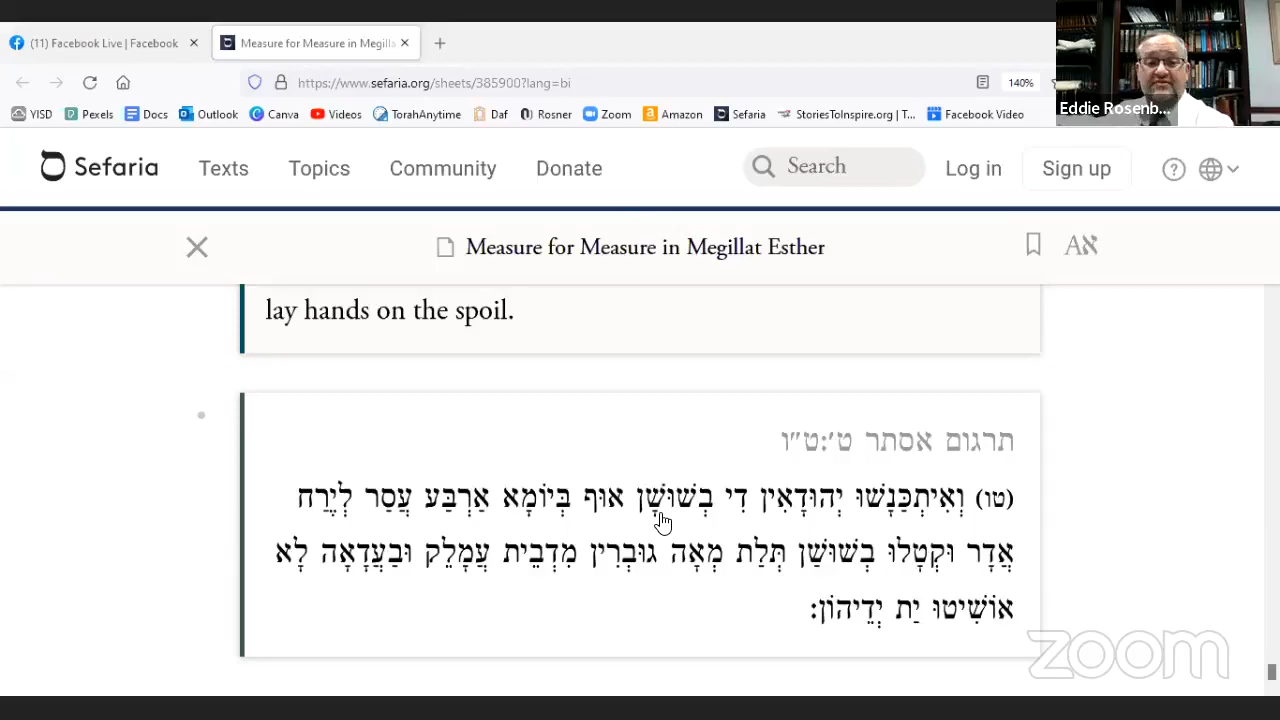 (11) Facebook Live | Facebook
Measure for Measure in Megilla
https://www.sefaria.org/sheets/385900?lang=bi
140%
Eddie Rosenb...
YISD Pexels Docs Outlook Canva Videos TorahAnytime Daf Rosner Zoom Amazon Sefaria StoriesToInspire.org | T... Facebook Video
Sefaria Texts Topics Community Donate Search Log in Sign up
Measure for Measure in Megillat Esther
Aא
lay hands on the spoil.
תרגום אסתר ט׳:ט״ו
(טו) וְאִיתְכַּנָשׁוּ יְהוּדָאִין דִי בְשׁוּשָׁן אוּף בְּיוֹמָא אַרְבַּע עֲסַר לְיֶרַח
אֲדָר וּקְטָלוּ בְשׁוּשַׁן תְּלַת מְאָה גוּבְרִין מִדְבֵית עֲמָלֵק וּבַעֲדָאָה לָא
אוֹשִׁיטוּ יַת יְדֵיהוֹן:
zoom